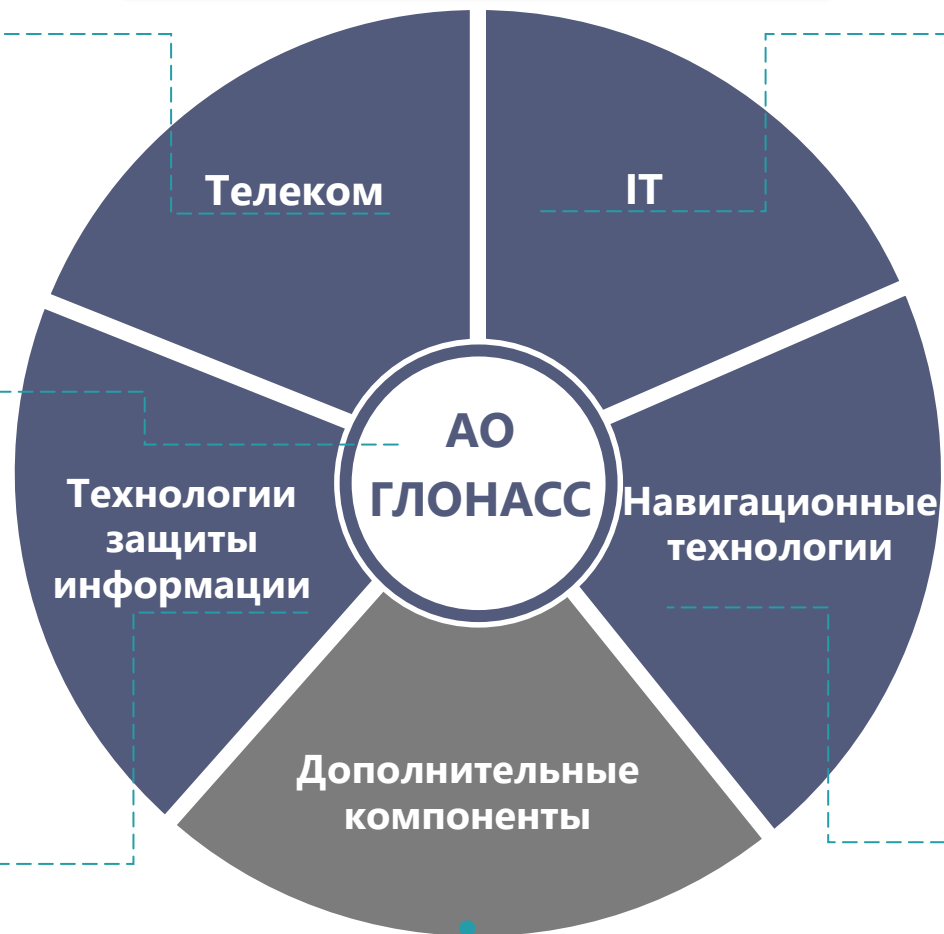 Телеком
IT
АО
ГЛОНАСС
Технологии
защиты
информации
Навигационные
технологии
Дополнительные
компоненты